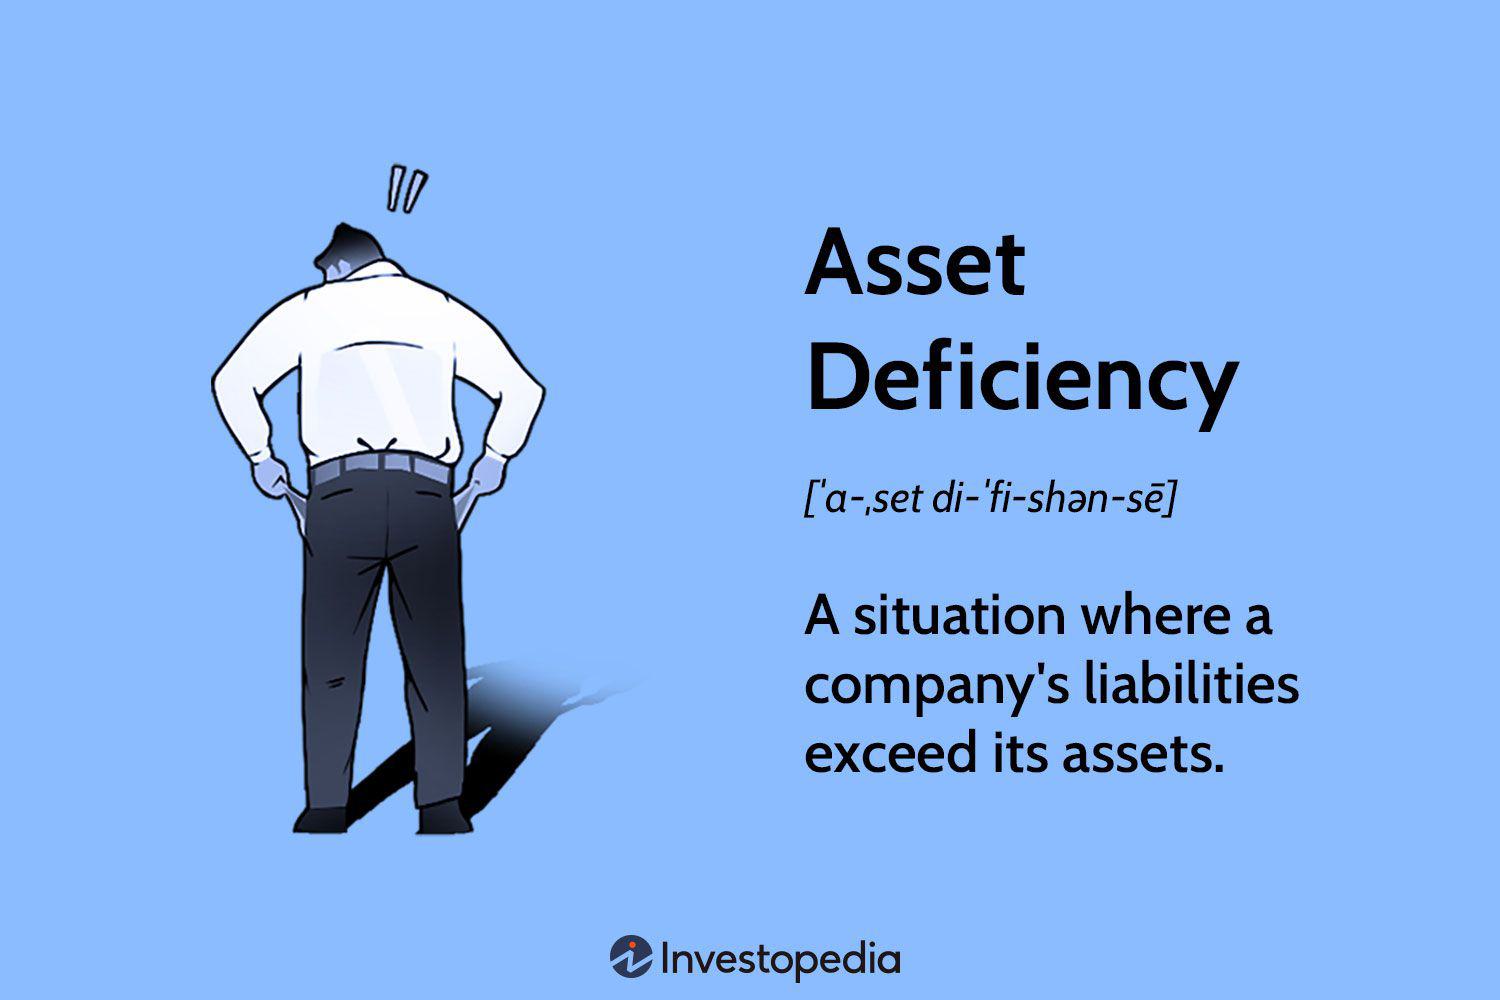 Asset
Deficiency
[ˈa-ˌset di-ˈfi-shən-sē]
A situation where a
company's liabilities
exceed its assets.
Investopedia